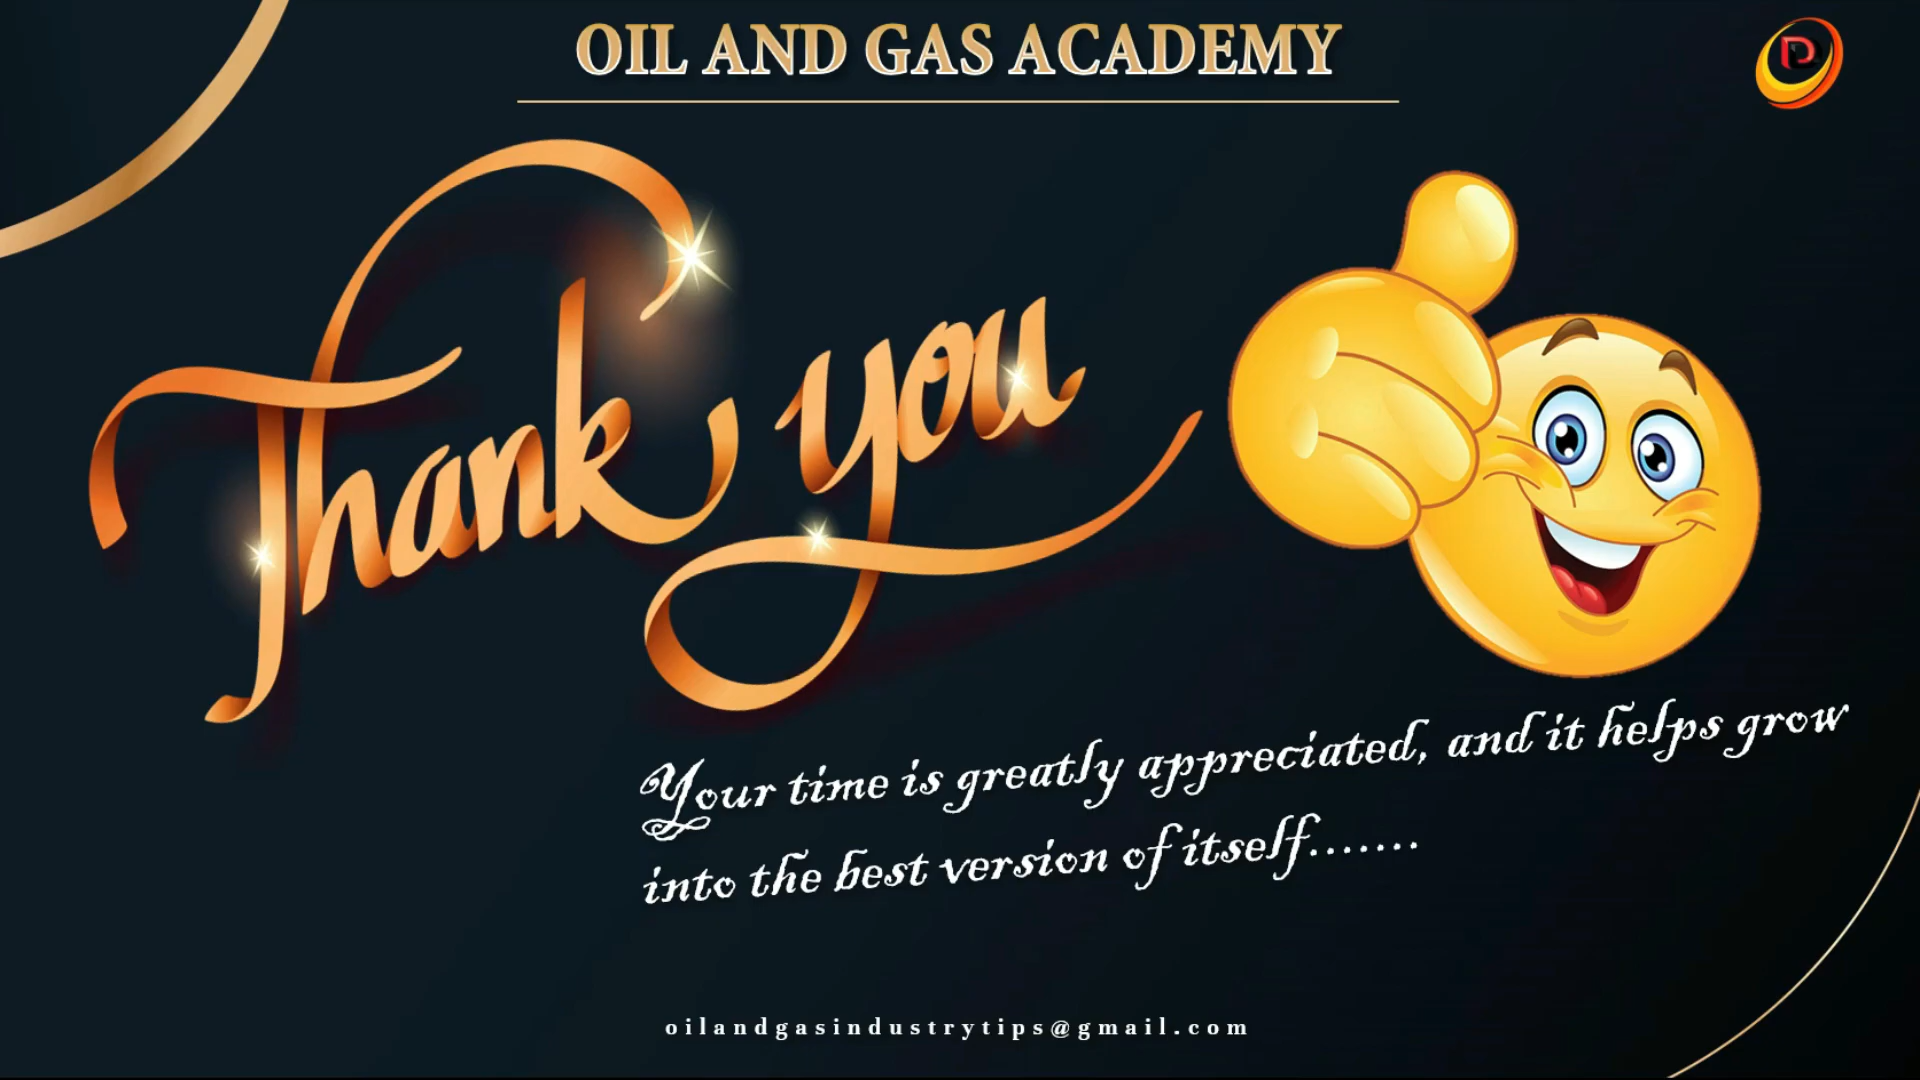 OIL AND GAS ACADEMY
Thank you
Your time is greatly appreciated, and it helps grow
into the best version of itself.......
oilandgasindustrytips@gmail.com